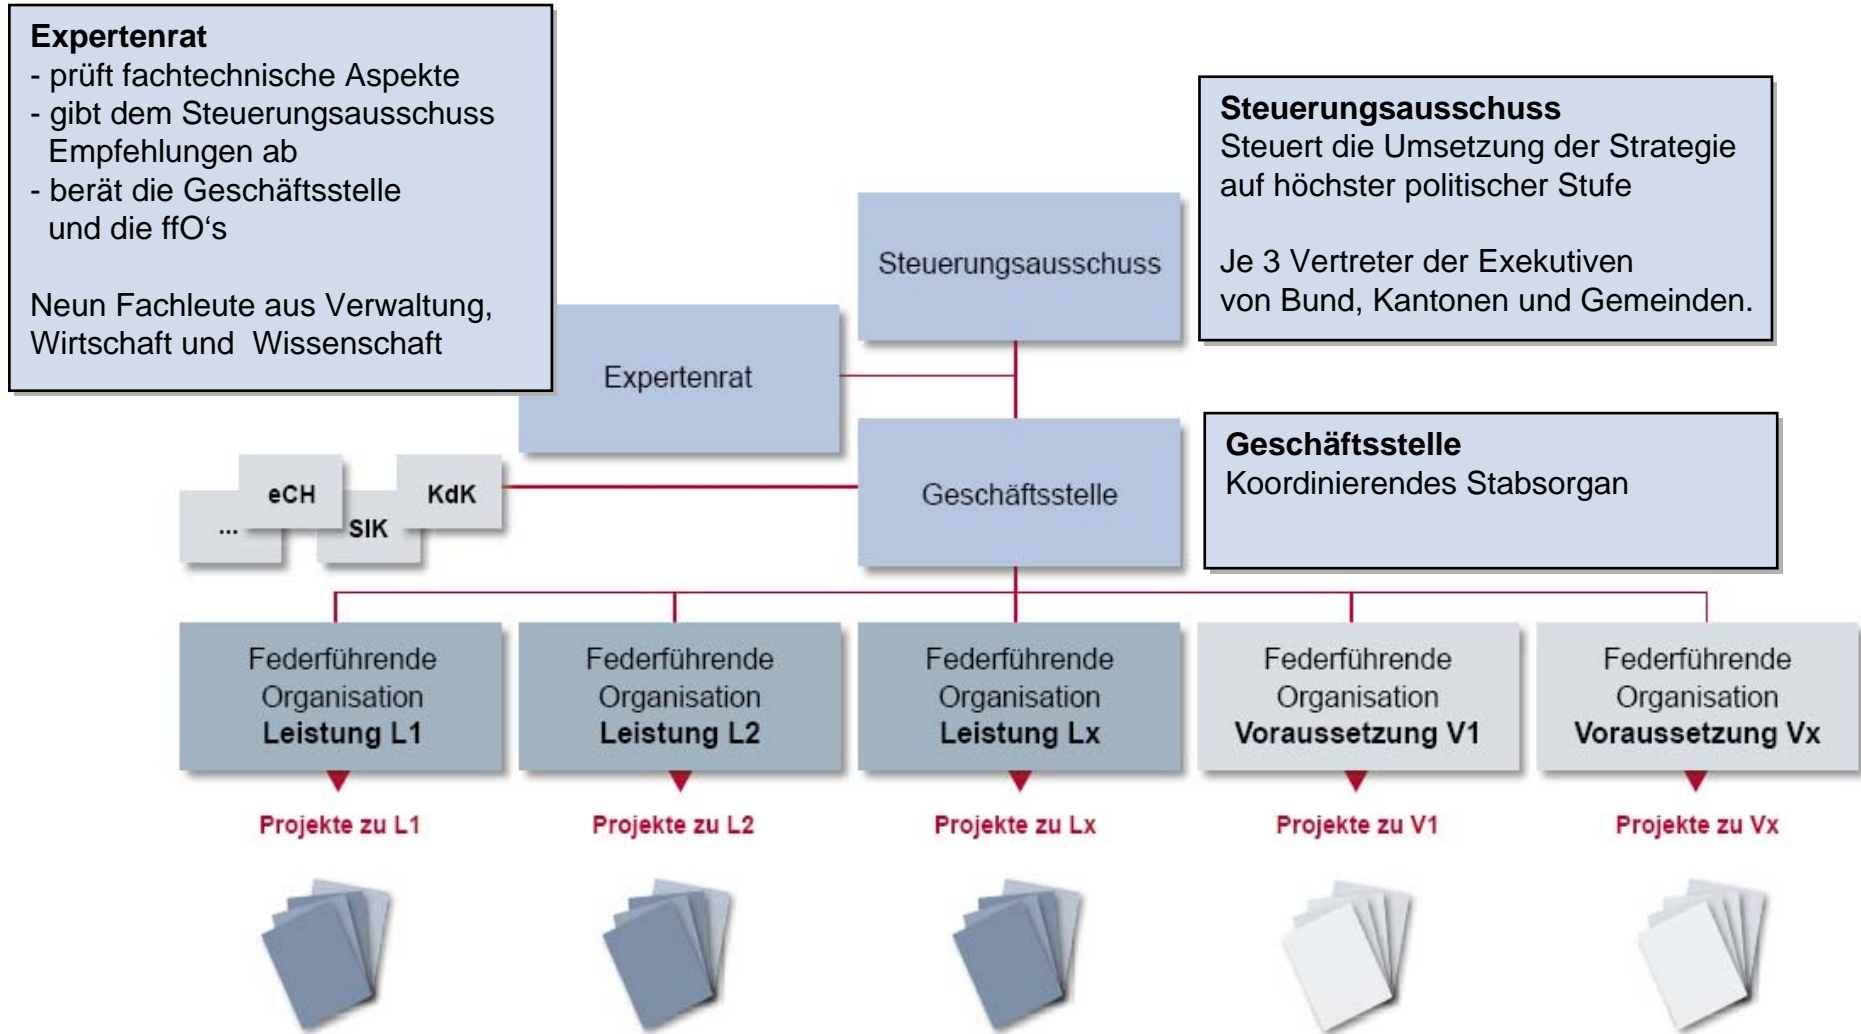 Expertenrat
- prüft fachtechnische Aspekte
- gibt dem Steuerungsausschuss
Empfehlungen ab
- berät die Geschäftsstelle
und die ffO‘s
Neun Fachleute aus Verwaltung,
Wirtschaft und Wissenschaft
Steuerungsausschuss
Steuert die Umsetzung der Strategie
auf höchster politischer Stufe
Je 3 Vertreter der Exekutiven
von Bund, Kantonen und Gemeinden.
Steuerungsausschuss
Expertenrat
Geschäftsstelle
Geschäftsstelle
Koordinierendes Stabsorgan
...
eCH
SIK
KdK
Federführende
Organisation
Leistung L1
Federführende
Organisation
Leistung L2
Federführende
Organisation
Leistung Lx
Federführende
Organisation
Voraussetzung V1
Federführende
Organisation
Voraussetzung Vx
Projekte zu L1
Projekte zu L2
Projekte zu Lx
Projekte zu V1
Projekte zu Vx